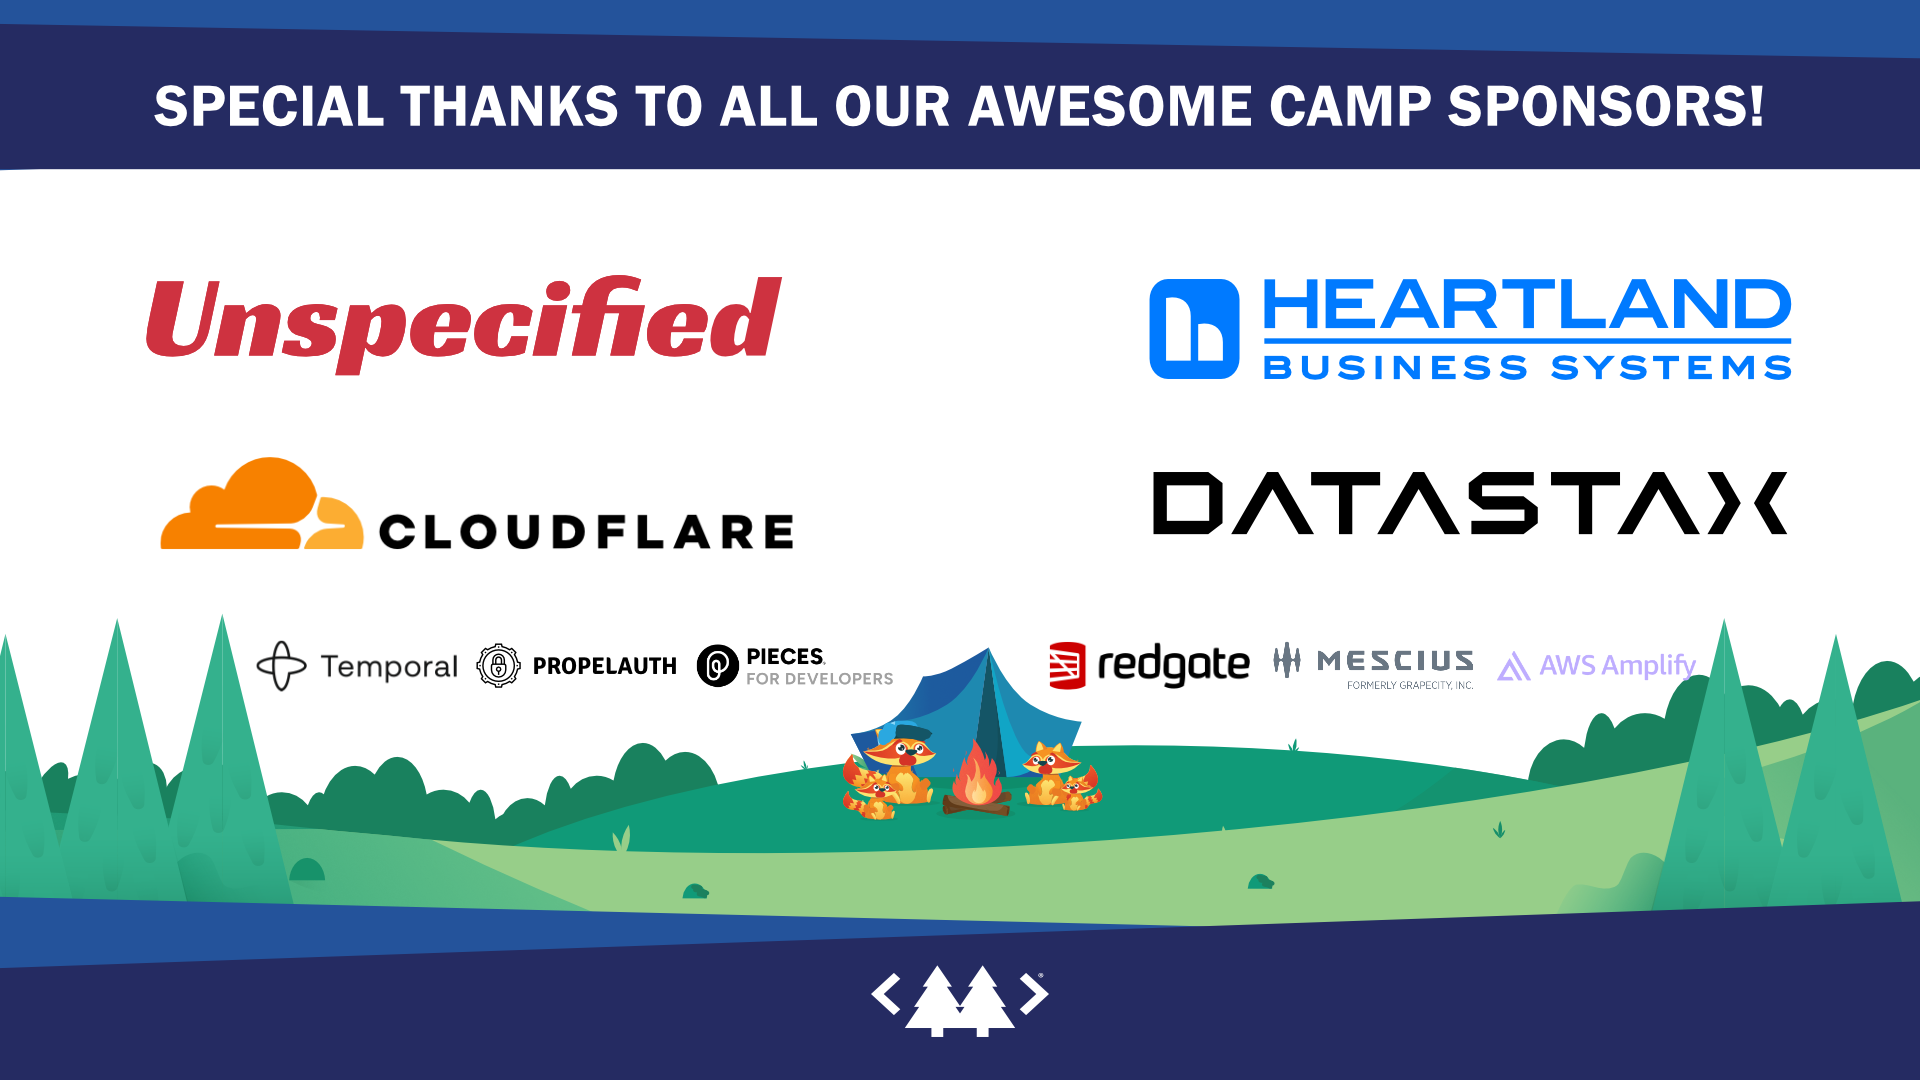 SPECIAL THANKS TO ALL OUR AWESOME CAMP SPONSORS!
Unspecified
HEARTLAND
BUSINESS SYSTEMS
CLOUDFLARE
DATASTAX
Temporal
PROPELAUTH
PIECES
FOR DEVELOPERS
redgate
MESCIUS
FORMERLY GRAPECITY, INC.
AWS Amplify
< > ®